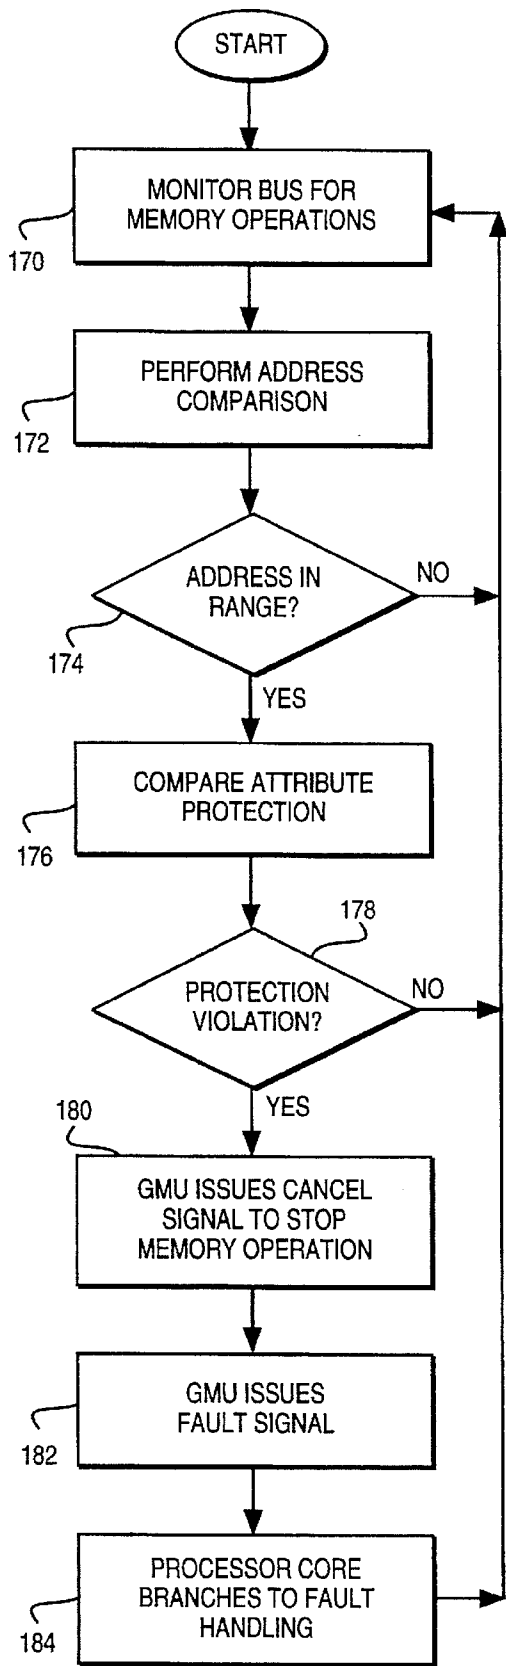 START
MONITOR BUS FOR
MEMORY OPERATIONS
170
PERFORM ADDRESS
COMPARISON
172
ADDRESS IN
RANGE?
NO
174
YES
COMPARE ATTRIBUTE
PROTECTION
176
178
PROTECTION
VIOLATION?
NO
YES
180
GMU ISSUES CANCEL
SIGNAL TO STOP
MEMORY OPERATION
GMU ISSUES
FAULT SIGNAL
182
PROCESSOR CORE
BRANCHES TO FAULT
HANDLING
184